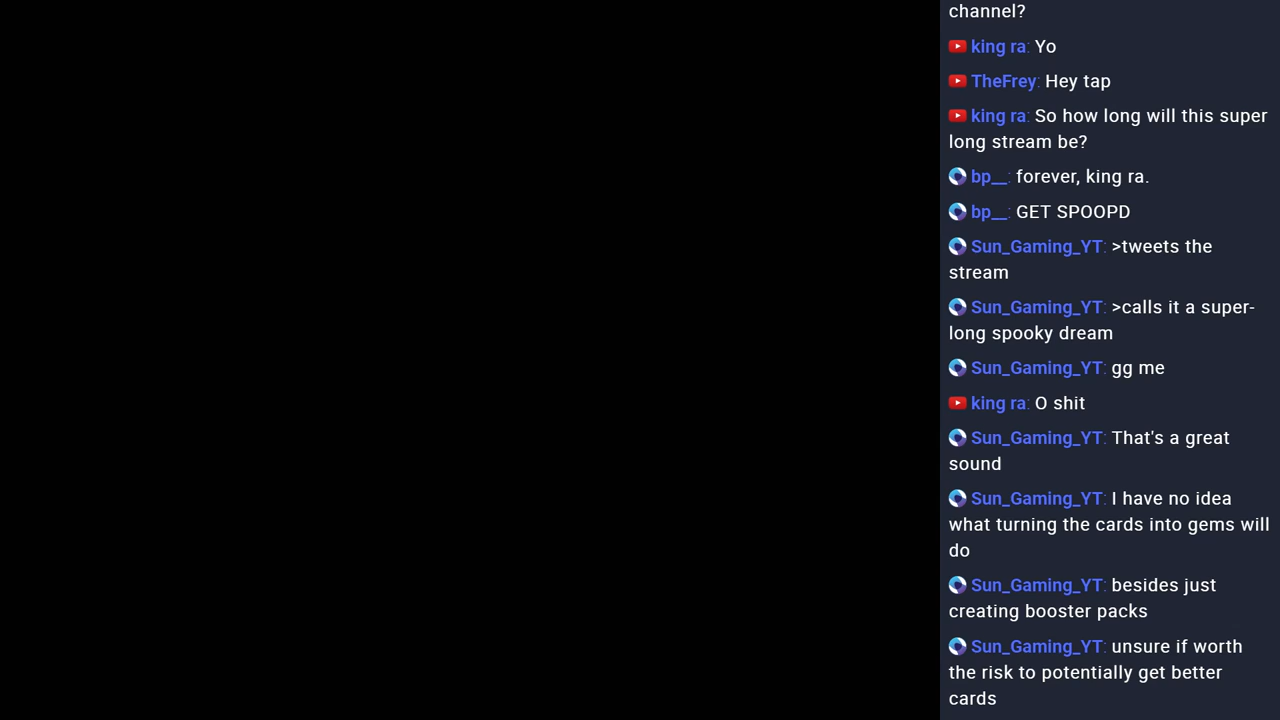 channel?
king ra: Yo
TheFrey: Hey tap
king ra: So how long will this super
long stream be?
bp__: forever, king ra.
bp__: GET SPOOPD
Sun_Gaming_YT: >tweets the
stream
Sun_Gaming_YT: >calls it a super-
long spooky dream
Sun_Gaming_YT: gg me
king ra: O shit
Sun_Gaming_YT: That's a great
sound
Sun_Gaming_YT: I have no idea
what turning the cards into gems will
do
Sun_Gaming_YT: besides just
creating booster packs
Sun_Gaming_YT: unsure if worth
the risk to potentially get better
cards